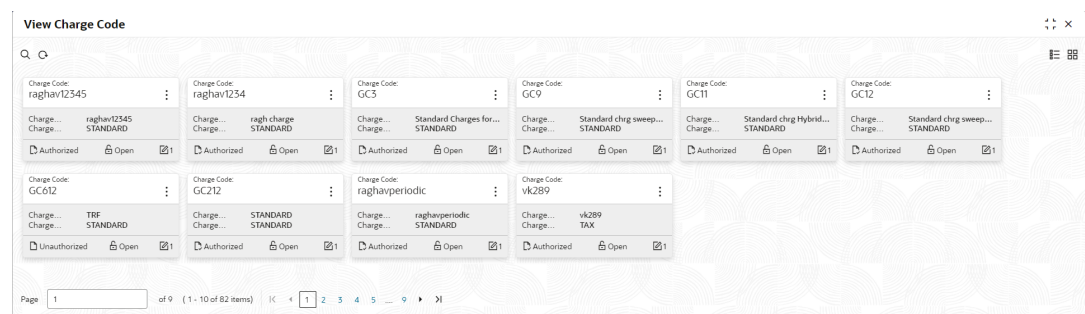 View Charge Code
Charge Code:
raghav12345
Charge... raghav12345
Charge... STANDARD
Authorized Open 1
Charge Code:
raghav1234
Charge... ragh charge
Charge... STANDARD
Authorized Open 1
Charge Code:
GC3
Charge... Standard Charges for...
Charge... STANDARD
Authorized Open 1
Charge Code:
GC9
Charge... Standard chrg sweep...
Charge... STANDARD
Authorized Open 1
Charge Code:
GC11
Charge... Standard chrg Hybrid...
Charge... STANDARD
Authorized Open 1
Charge Code:
GC12
Charge... Standard chrg sweep...
Charge... STANDARD
Authorized Open 1
Charge Code:
GC612
Charge... TRF
Charge... STANDARD
Unauthorized Open 1
Charge Code:
GC212
Charge... STANDARD
Charge... STANDARD
Authorized Open 1
Charge Code:
raghavperiodic
Charge... raghavperiodic
Charge... STANDARD
Authorized Open 1
Charge Code:
vk289
Charge... vk289
Charge... TAX
Authorized Open 1
Page 1 of 9 (1 - 10 of 82 items) 1 2 3 4 5 ... 9